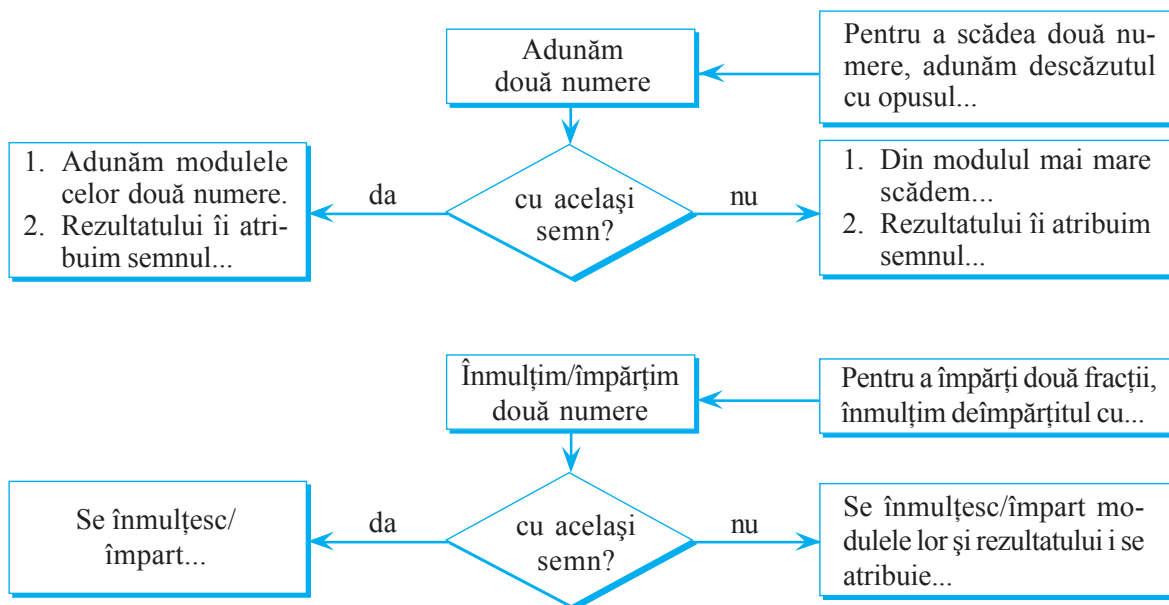 Adunăm
două numere
Pentru a scădea două nu-
mere, adunăm descăzutul
cu opusul...
1. Adunăm modulele
celor două numere.
2. Rezultatului îi atri-
buim semnul...
da
cu același
semn?
nu
1. Din modulul mai mare
scădem...
2. Rezultatului îi atribuim
semnul...
Înmulțim/împărțim
două numere
Pentru a împărți două fracții,
înmulțim deîmpărțitul cu...
Se înmulțesc/
împart...
da
cu același
semn?
nu
Se înmulțesc/împart mo-
dulele lor și rezultatului i se
atribuie...